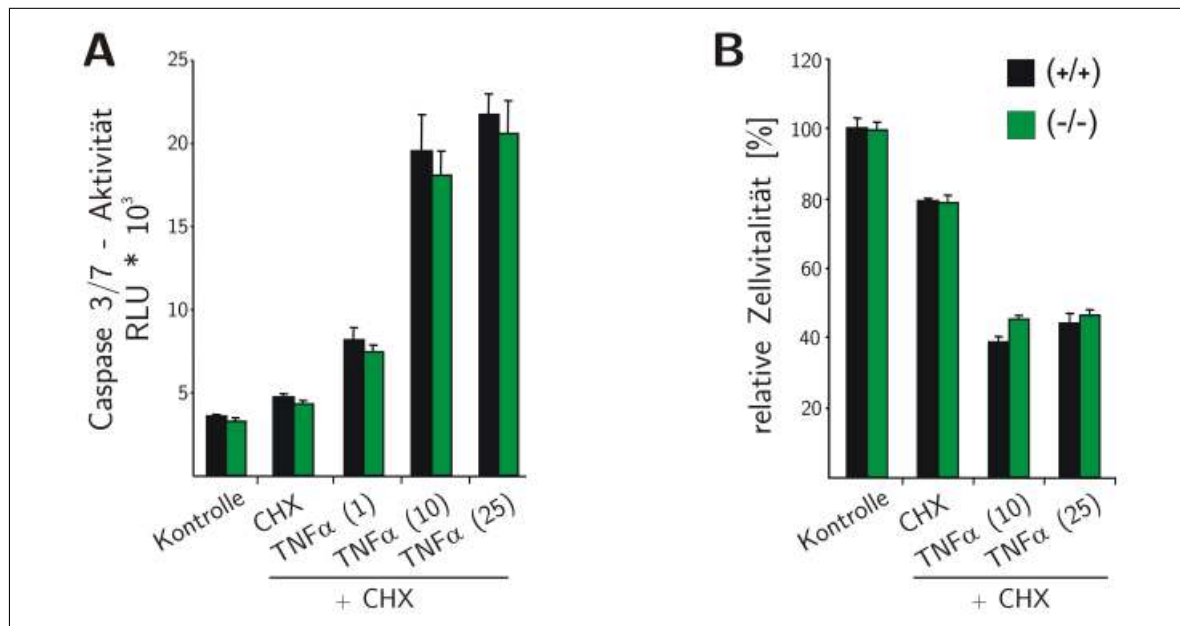 A
Caspase 3/7 - Aktivität
RLU * 10³
25
20
15
10
5
Kontrolle
CHX
TNFα (1)
TNFα (10)
TNFα (25)
+ CHX
B
relative Zellvitalität [%]
120
100
80
60
40
20
(+/+)
(-/-)
Kontrolle
CHX
TNFα (10)
TNFα (25)
+ CHX